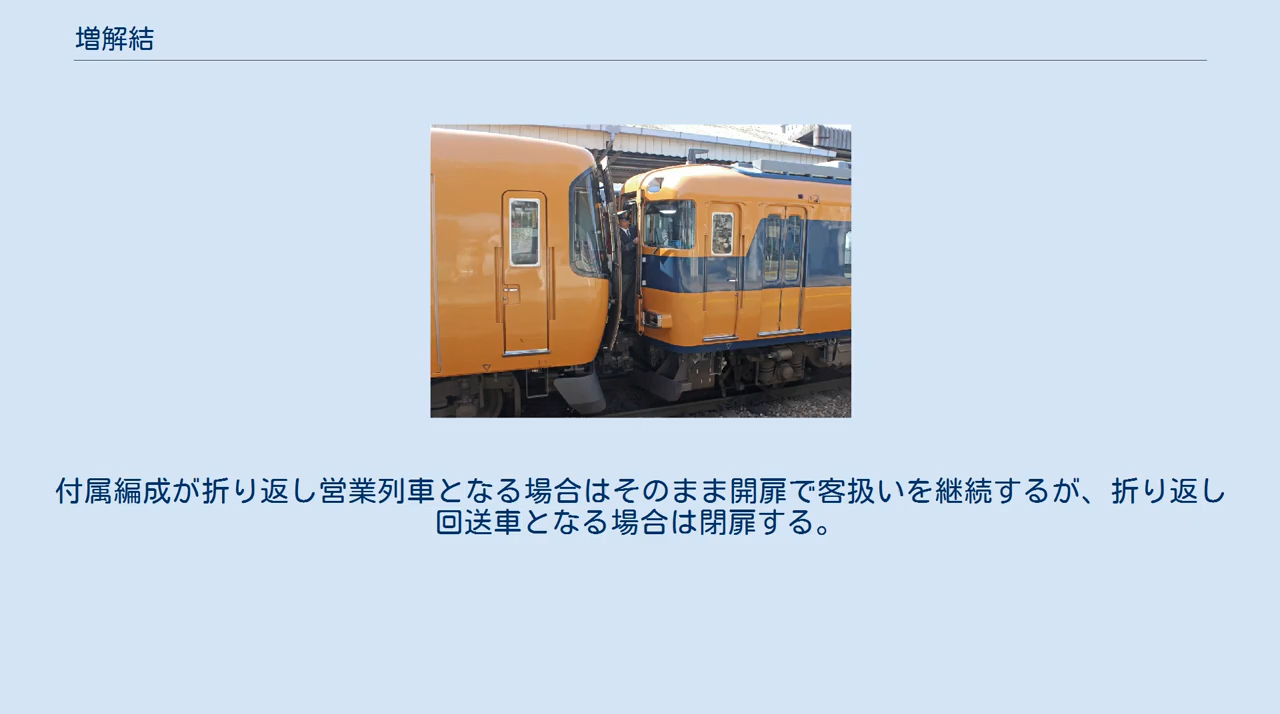 増解結
付属編成が折り返し営業列車となる場合はそのまま開扉で客扱いを継続するが、折り返し
回送車となる場合は閉扉する。